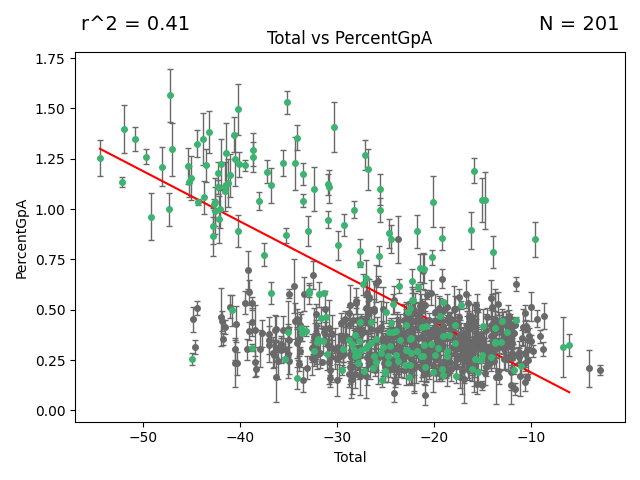 r^2 = 0.41
N = 201
Total vs PercentGpA
PercentGpA
1.75
1.50
1.25
1.00
0.75
0.50
0.25
0.00
−50
−40
−30
−20
−10
Total